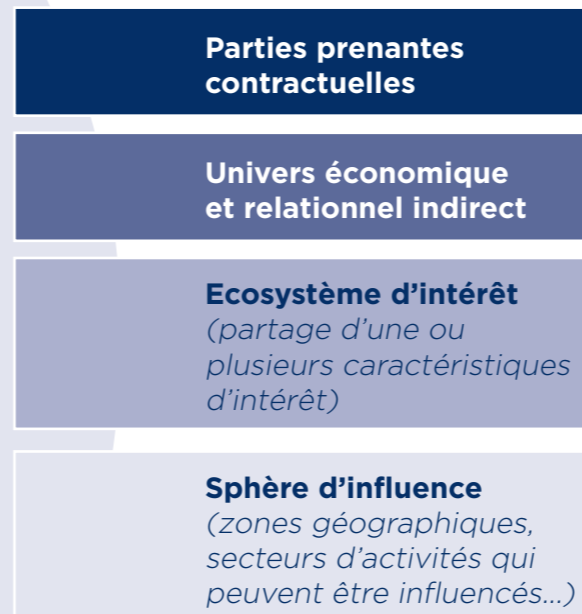 Parties prenantes
contractuelles
Univers économique
et relationnel indirect
Ecosystème d’intérêt
(partage d’une ou
plusieurs caractéristiques
d’intérêt)
Sphère d’influence
(zones géographiques,
secteurs d’activités qui
peuvent être influencés...)